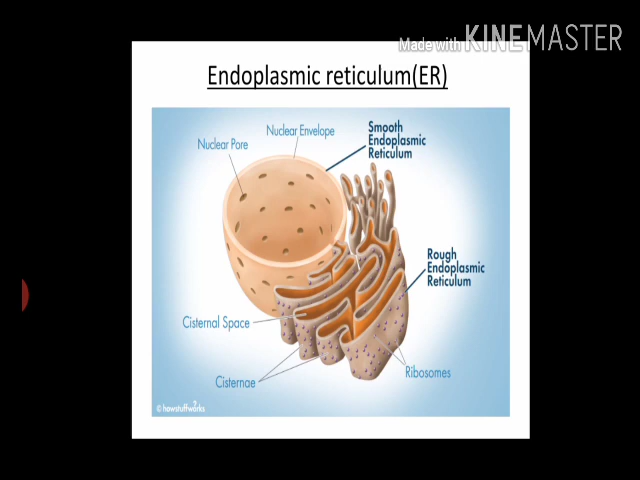 Made with KINEMASTER
Endoplasmic reticulum(ER)
Nuclear Pore
Nuclear Envelope
Smooth
Endoplasmic
Reticulum
Rough
Endoplasmic
Reticulum
Cisternal Space
Cisternae
Ribosomes
© howstuffworks